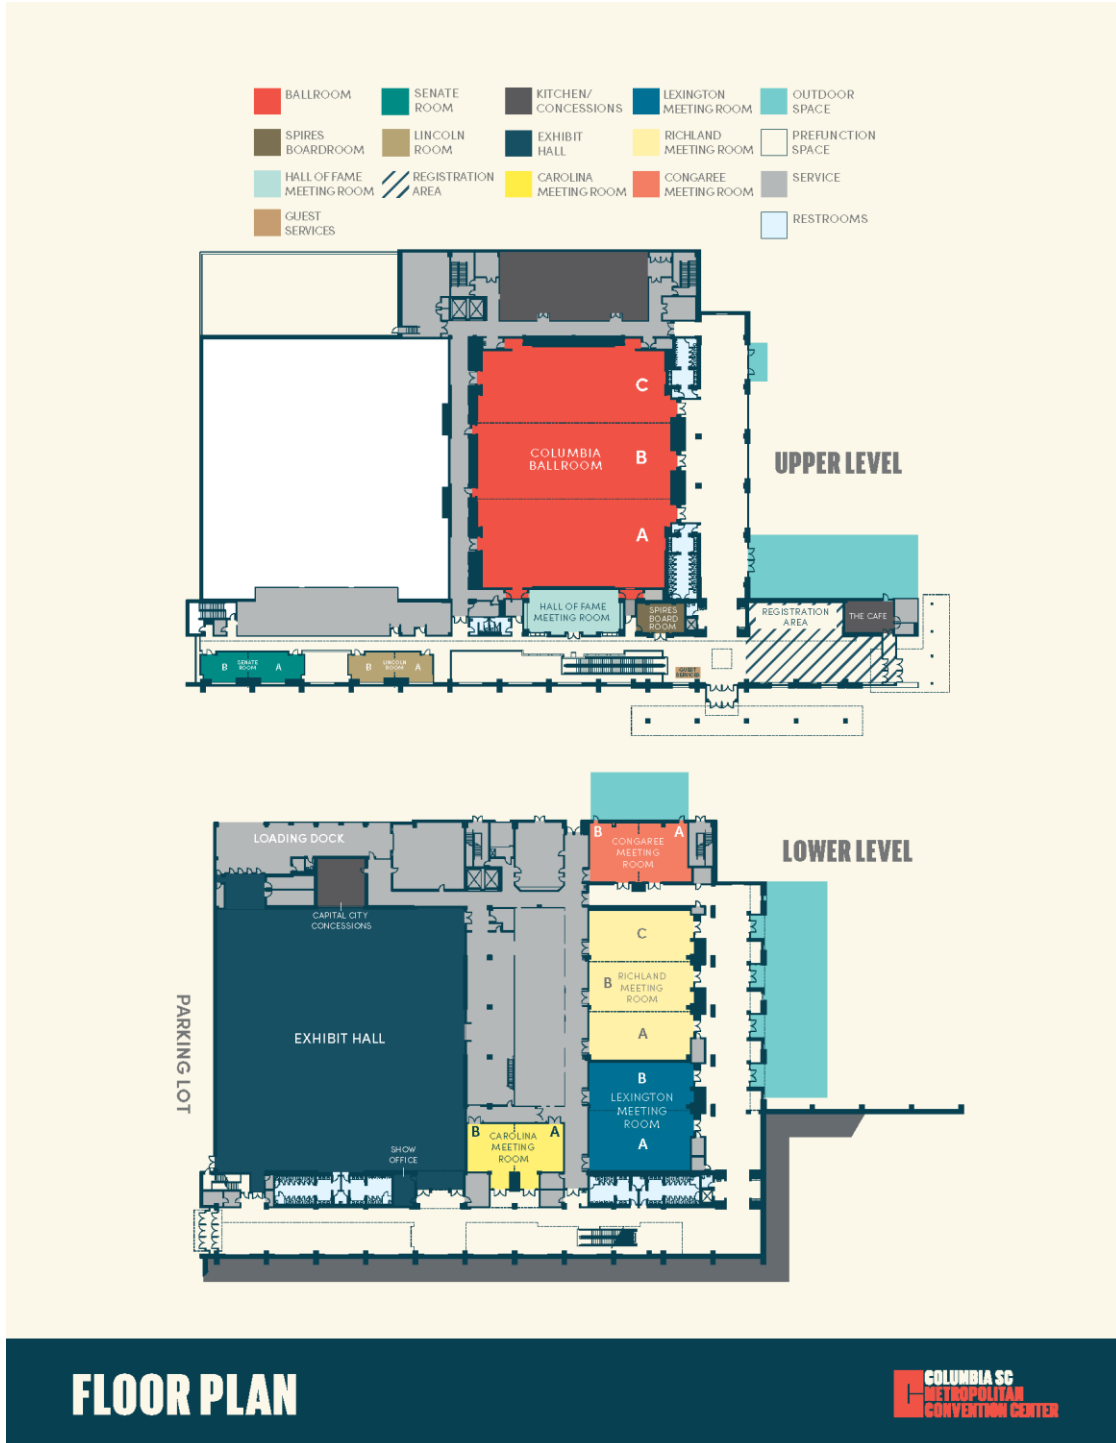 BALLROOM
SENATE
ROOM
KITCHEN/
CONCESSIONS
LEXINGTON
MEETING ROOM
OUTDOOR
SPACE
SPIRES
BOARDROOM
LINCOLN
ROOM
EXHIBIT
HALL
RICHLAND
MEETING ROOM
PREFUNCTION
SPACE
HALL OF FAME
MEETING ROOM
REGISTRATION
AREA
CAROLINA
MEETING ROOM
CONGAREE
MEETING ROOM
SERVICE
GUEST
SERVICES
RESTROOMS
C
COLUMBIA
BALLROOM
B
A
UPPER LEVEL
HALL OF FAME
MEETING ROOM
SPIRES
BOARD
ROOM
REGISTRATION
AREA
THE CAFE
B
SENATE
ROOM
A
B
LINCOLN
ROOM
A
GUEST
SERVICES
LOADING DOCK
B
A
CONGAREE
MEETING
ROOM
LOWER LEVEL
CAPITAL CITY
CONCESSIONS
C
B
RICHLAND
MEETING
ROOM
A
PARKING LOT
EXHIBIT HALL
B
LEXINGTON
MEETING
ROOM
A
B
A
CAROLINA
MEETING
ROOM
SHOW
OFFICE
FLOOR PLAN
COLUMBIA SC
METROPOLITAN
CONVENTION CENTER